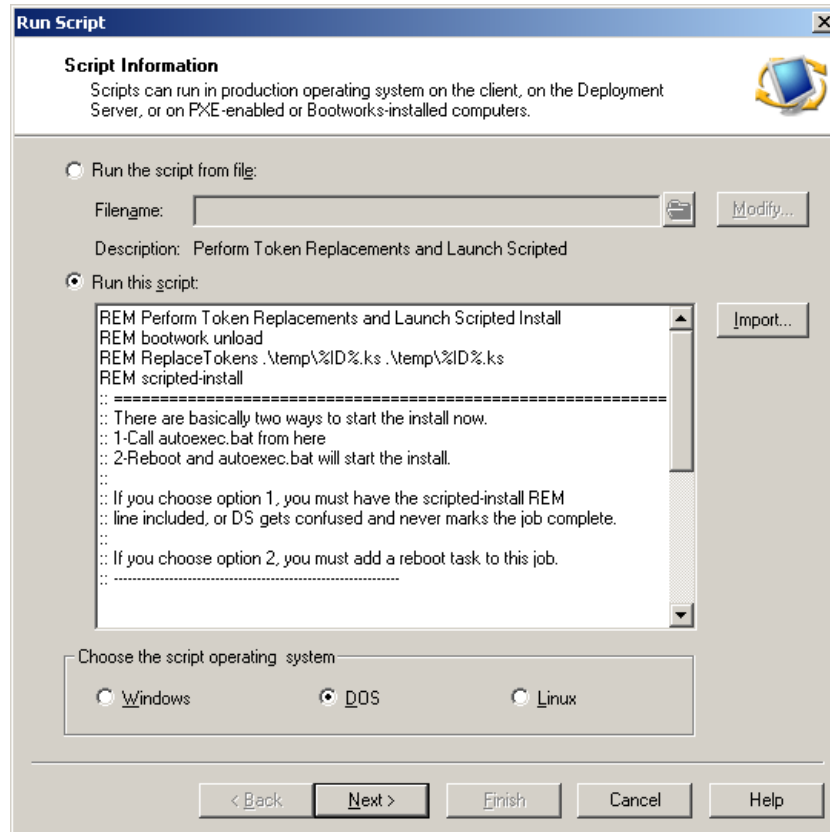 Run Script
Script Information
Scripts can run in production operating system on the client, on the Deployment
Server, or on PXE-enabled or Bootworks-installed computers.
Run the script from file:
Filename:
Modify...
Description: Perform Token Replacements and Launch Scripted
Run this script:
REM Perform Token Replacements and Launch Scripted Install
REM bootwork unload
REM ReplaceTokens .\temp\%ID%.ks .\temp\%ID%.ks
REM scripted-install
:: ============================================================
:: There are basically two ways to start the install now.
:: 1-Call autoexec.bat from here
:: 2-Reboot and autoexec.bat will start the install.
::
:: If you choose option 1, you must have the scripted-install REM
:: line included, or DS gets confused and never marks the job complete.
::
:: If you choose option 2, you must add a reboot task to this job.
:: --------------------------------------------------------------
Import...
Choose the script operating system
Windows
DOS
Linux
< Back
Next >
Finish
Cancel
Help